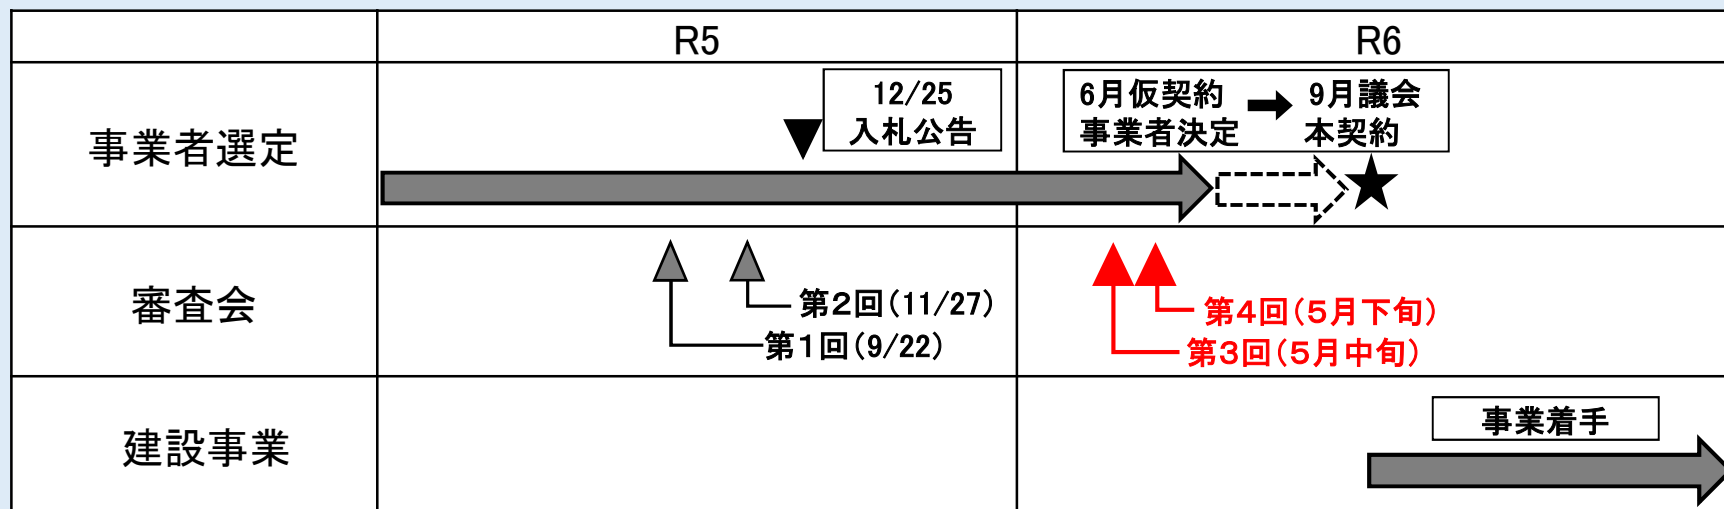 R5
R6
事業者選定
12/25
入札公告
6月仮契約
事業者決定
9月議会
本契約
審査会
第2回(11/27)
第1回(9/22)
第4回(5月下旬)
第3回(5月中旬)
建設事業
事業着手